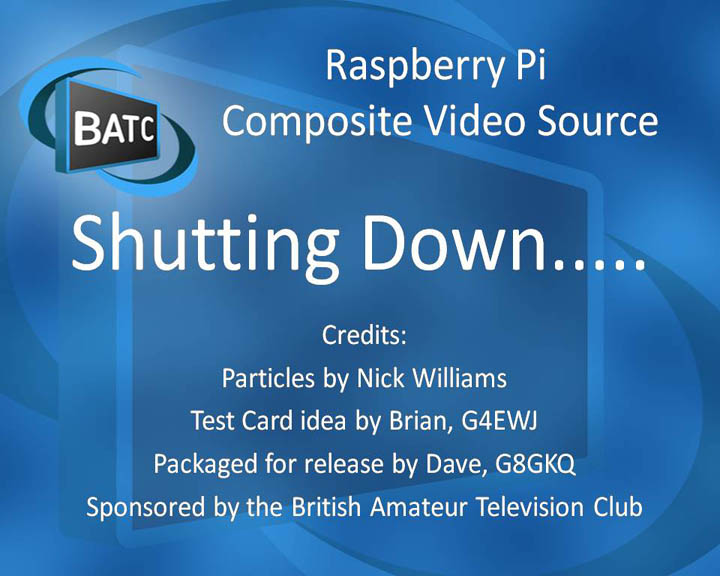 Raspberry Pi
Composite Video Source
BATC
Shutting Down.....
Credits:
Particles by Nick Williams
Test Card idea by Brian, G4EWJ
Packaged for release by Dave, G8GKQ
Sponsored by the British Amateur Television Club